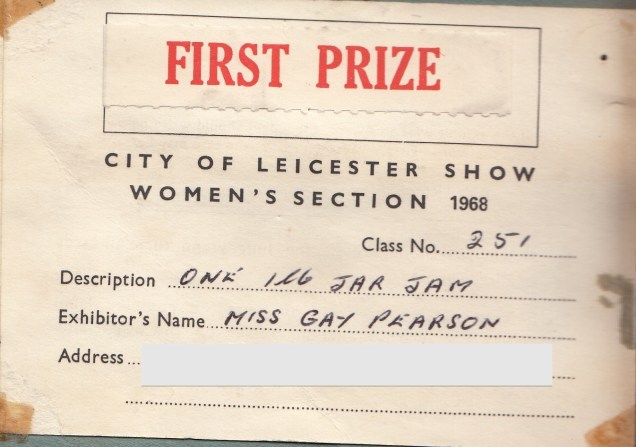 FIRST PRIZE
CITY OF LEICESTER SHOW
WOMEN'S SECTION 1968
Class No. 251
Description ONE 1lb JAR JAM
Exhibitor's Name MISS GAY PEARSON
Address